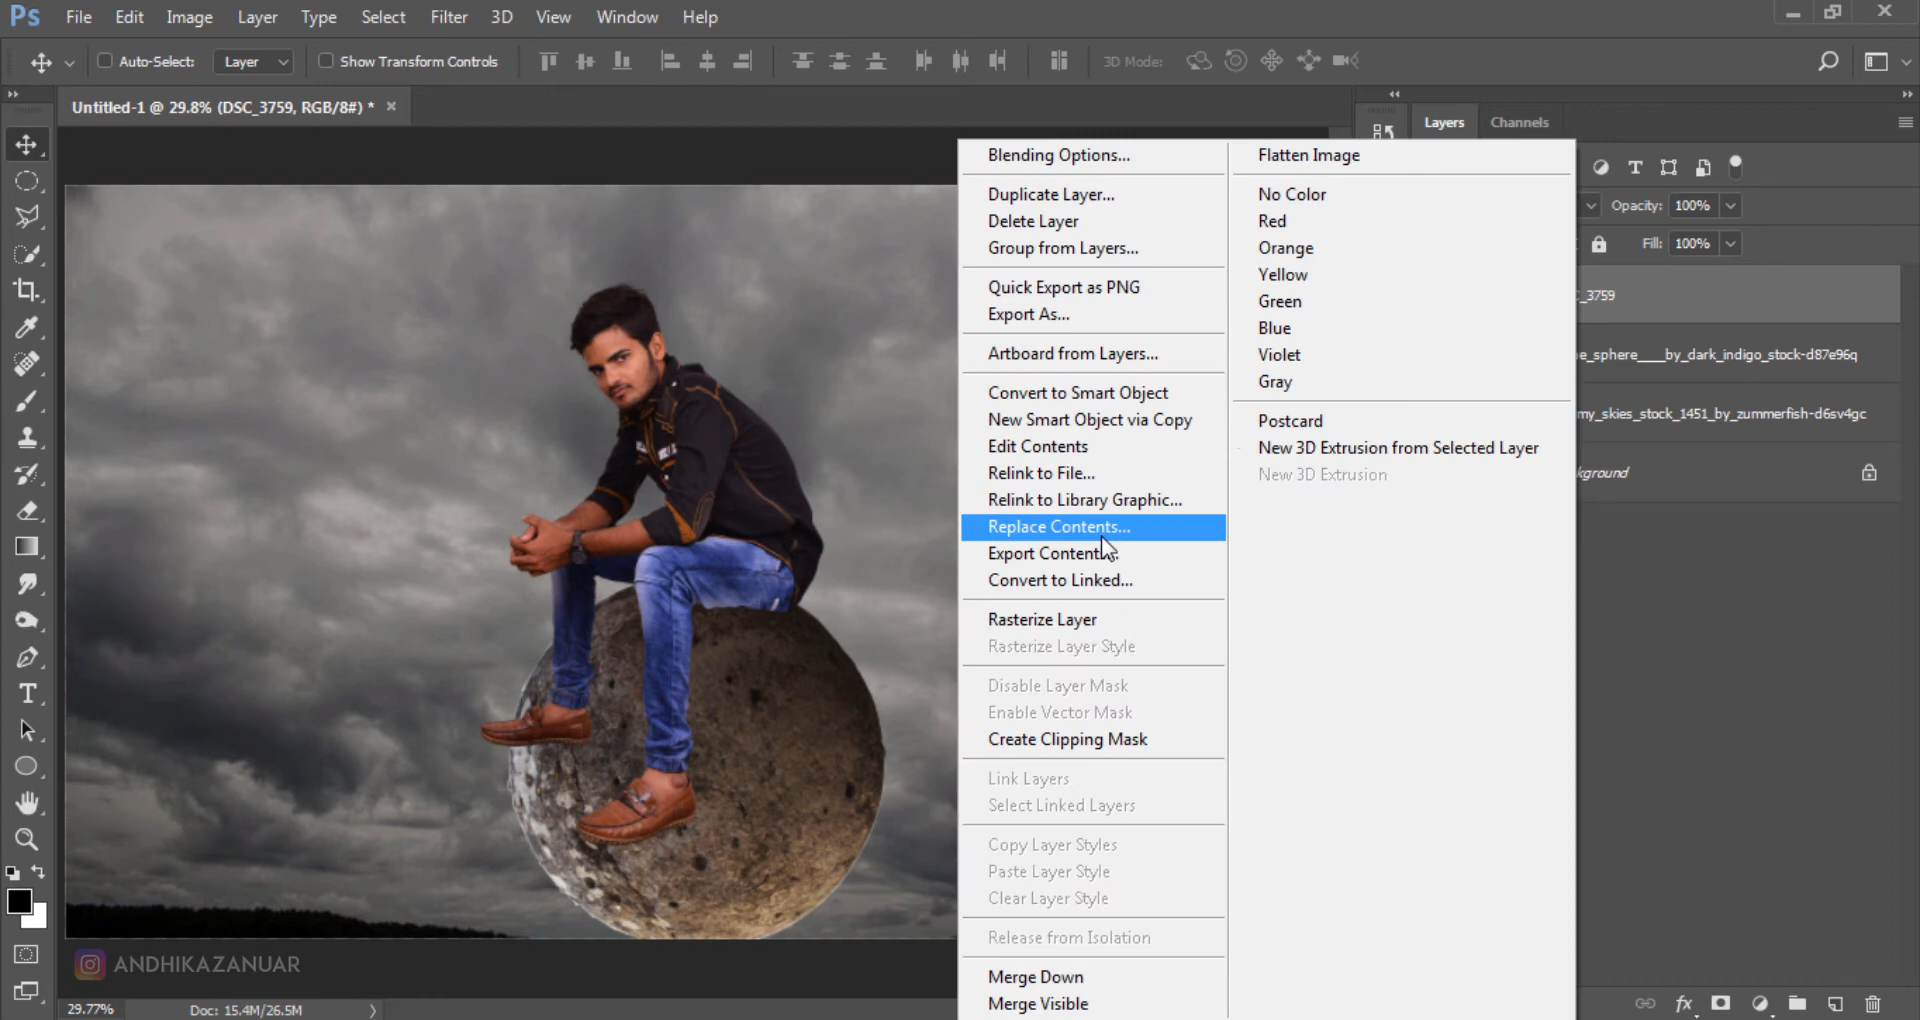 Ps File Edit Image Layer Type Select Filter 3D View Window Help
Auto-Select: Layer Show Transform Controls 3D Mode:
Untitled-1 @ 29.8% (DSC_3759, RGB/8#) *
Layers Channels
Blending Options...
Duplicate Layer...
Delete Layer
Group from Layers...
Quick Export as PNG
Export As...
Artboard from Layers...
Convert to Smart Object
New Smart Object via Copy
Edit Contents
Relink to File...
Relink to Library Graphic...
Replace Contents...
Export Content
Convert to Linked...
Rasterize Layer
Rasterize Layer Style
Disable Layer Mask
Enable Vector Mask
Create Clipping Mask
Link Layers
Select Linked Layers
Copy Layer Styles
Paste Layer Style
Clear Layer Style
Release from Isolation
Merge Down
Merge Visible
Flatten Image
No Color
Red
Orange
Yellow
Green
Blue
Violet
Gray
Postcard
New 3D Extrusion from Selected Layer
New 3D Extrusion
Opacity: 100%
Fill: 100%
_3759
e_sphere____by_dark_indigo_stock-d87e96q
my_skies_stock_1451_by_zummerfish-d6sv4gc
kground
fx
ANDHIKAZANUAR
29.77% Doc: 15.4M/26.5M